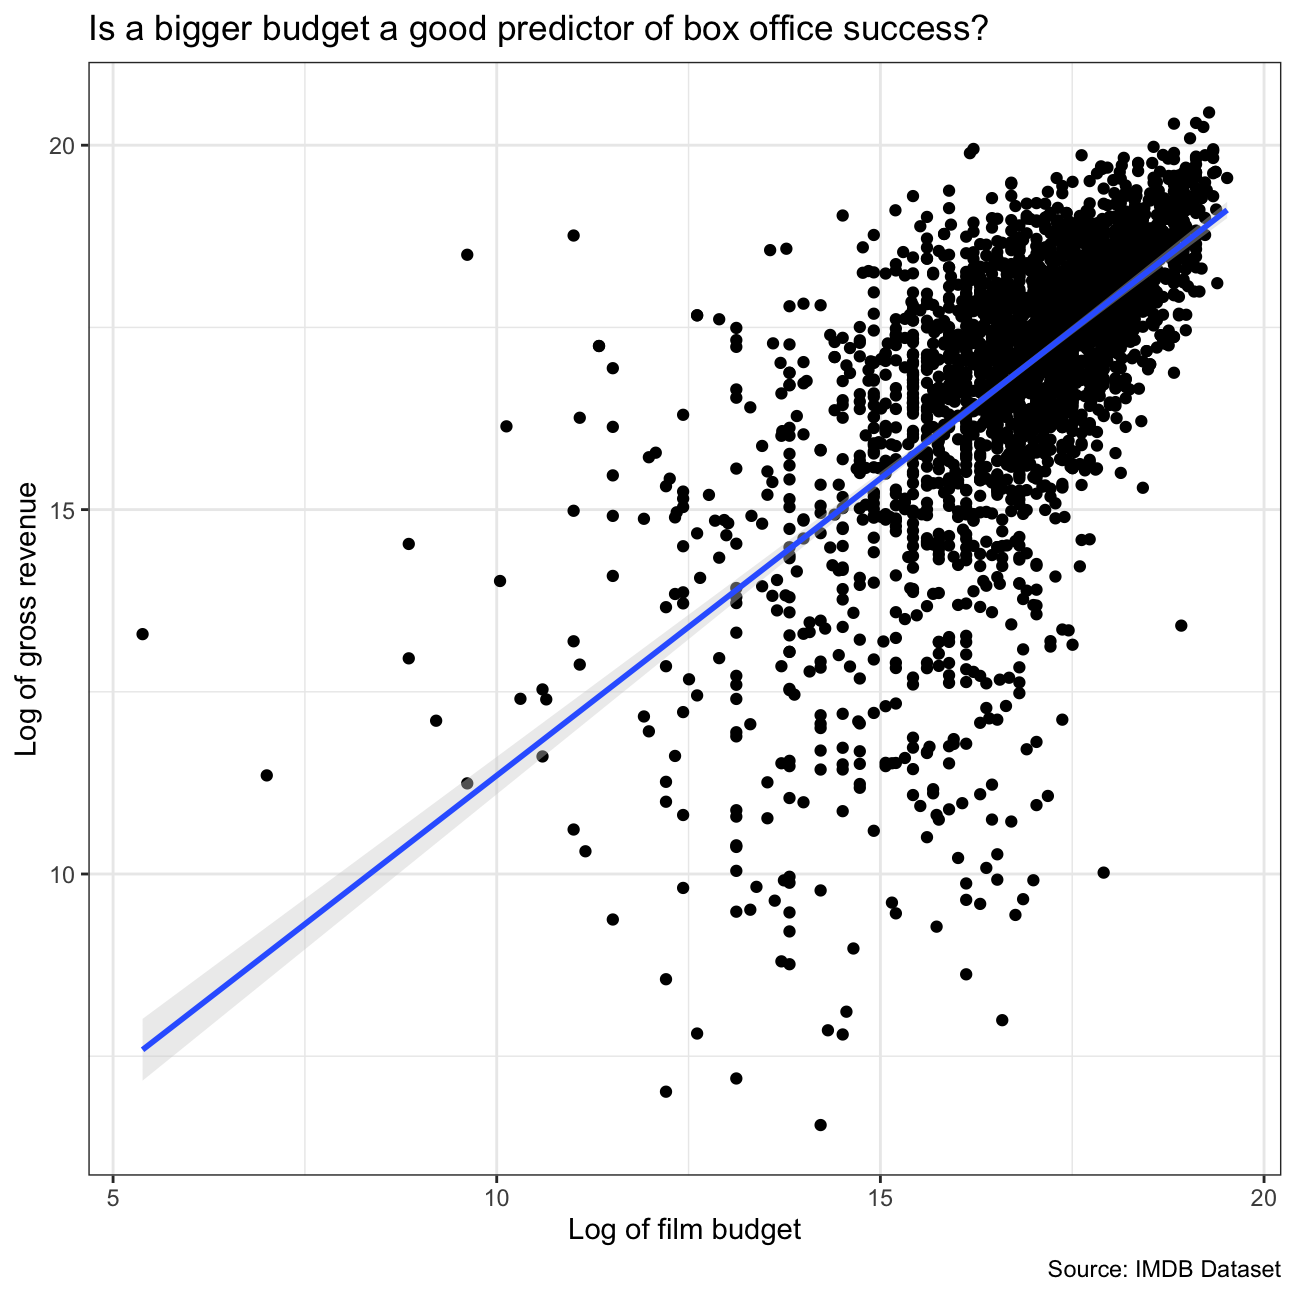 Is a bigger budget a good predictor of box office success?
Log of gross revenue
20
15
10
5 10 15 20
Log of film budget
Source: IMDB Dataset